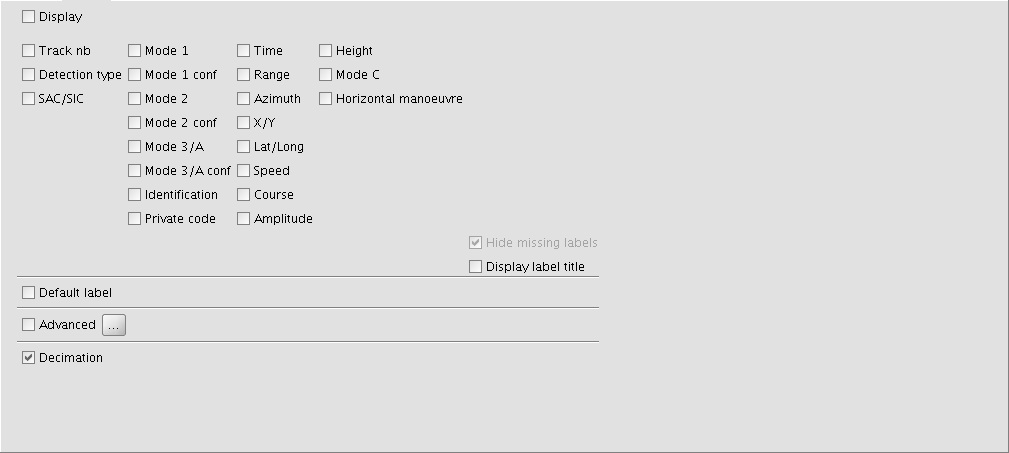 Display
Track nb Mode 1 Time Height
Detection type Mode 1 conf Range Mode C
SAC/SIC Mode 2 Azimuth Horizontal manoeuvre
Mode 2 conf X/Y
Mode 3/A Lat/Long
Mode 3/A conf Speed
Identification Course
Private code Amplitude
Hide missing labels
Display label title
Default label
Advanced ...
Decimation